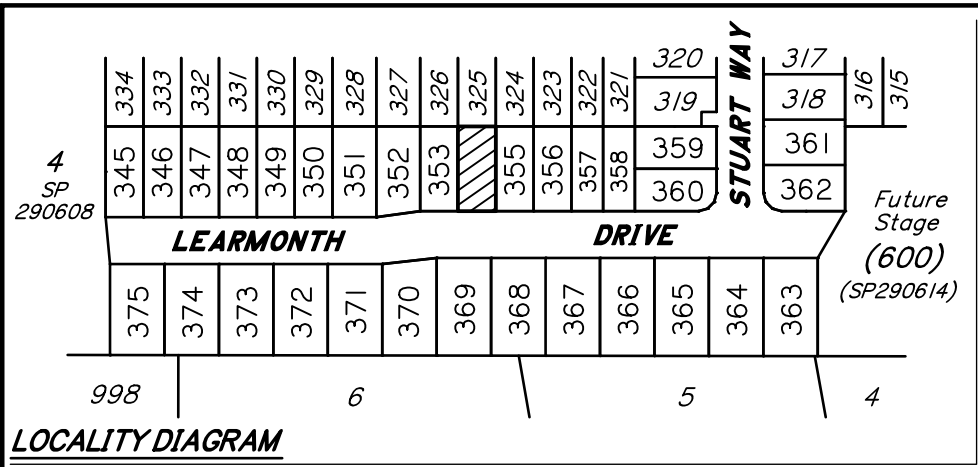 334 333 332 331 330 329 328 327 326 325 324 323 322 321 320 317 316 315
319 318
STUART WAY
4
SP
290608
345 346 347 348 349 350 351 352 353 355 356 357 358 359 361
360 362
LEARMONTH DRIVE
Future
Stage
(600)
(SP290614)
375 374 373 372 371 370 369 368 367 366 365 364 363
998 6 5 4
LOCALITY DIAGRAM